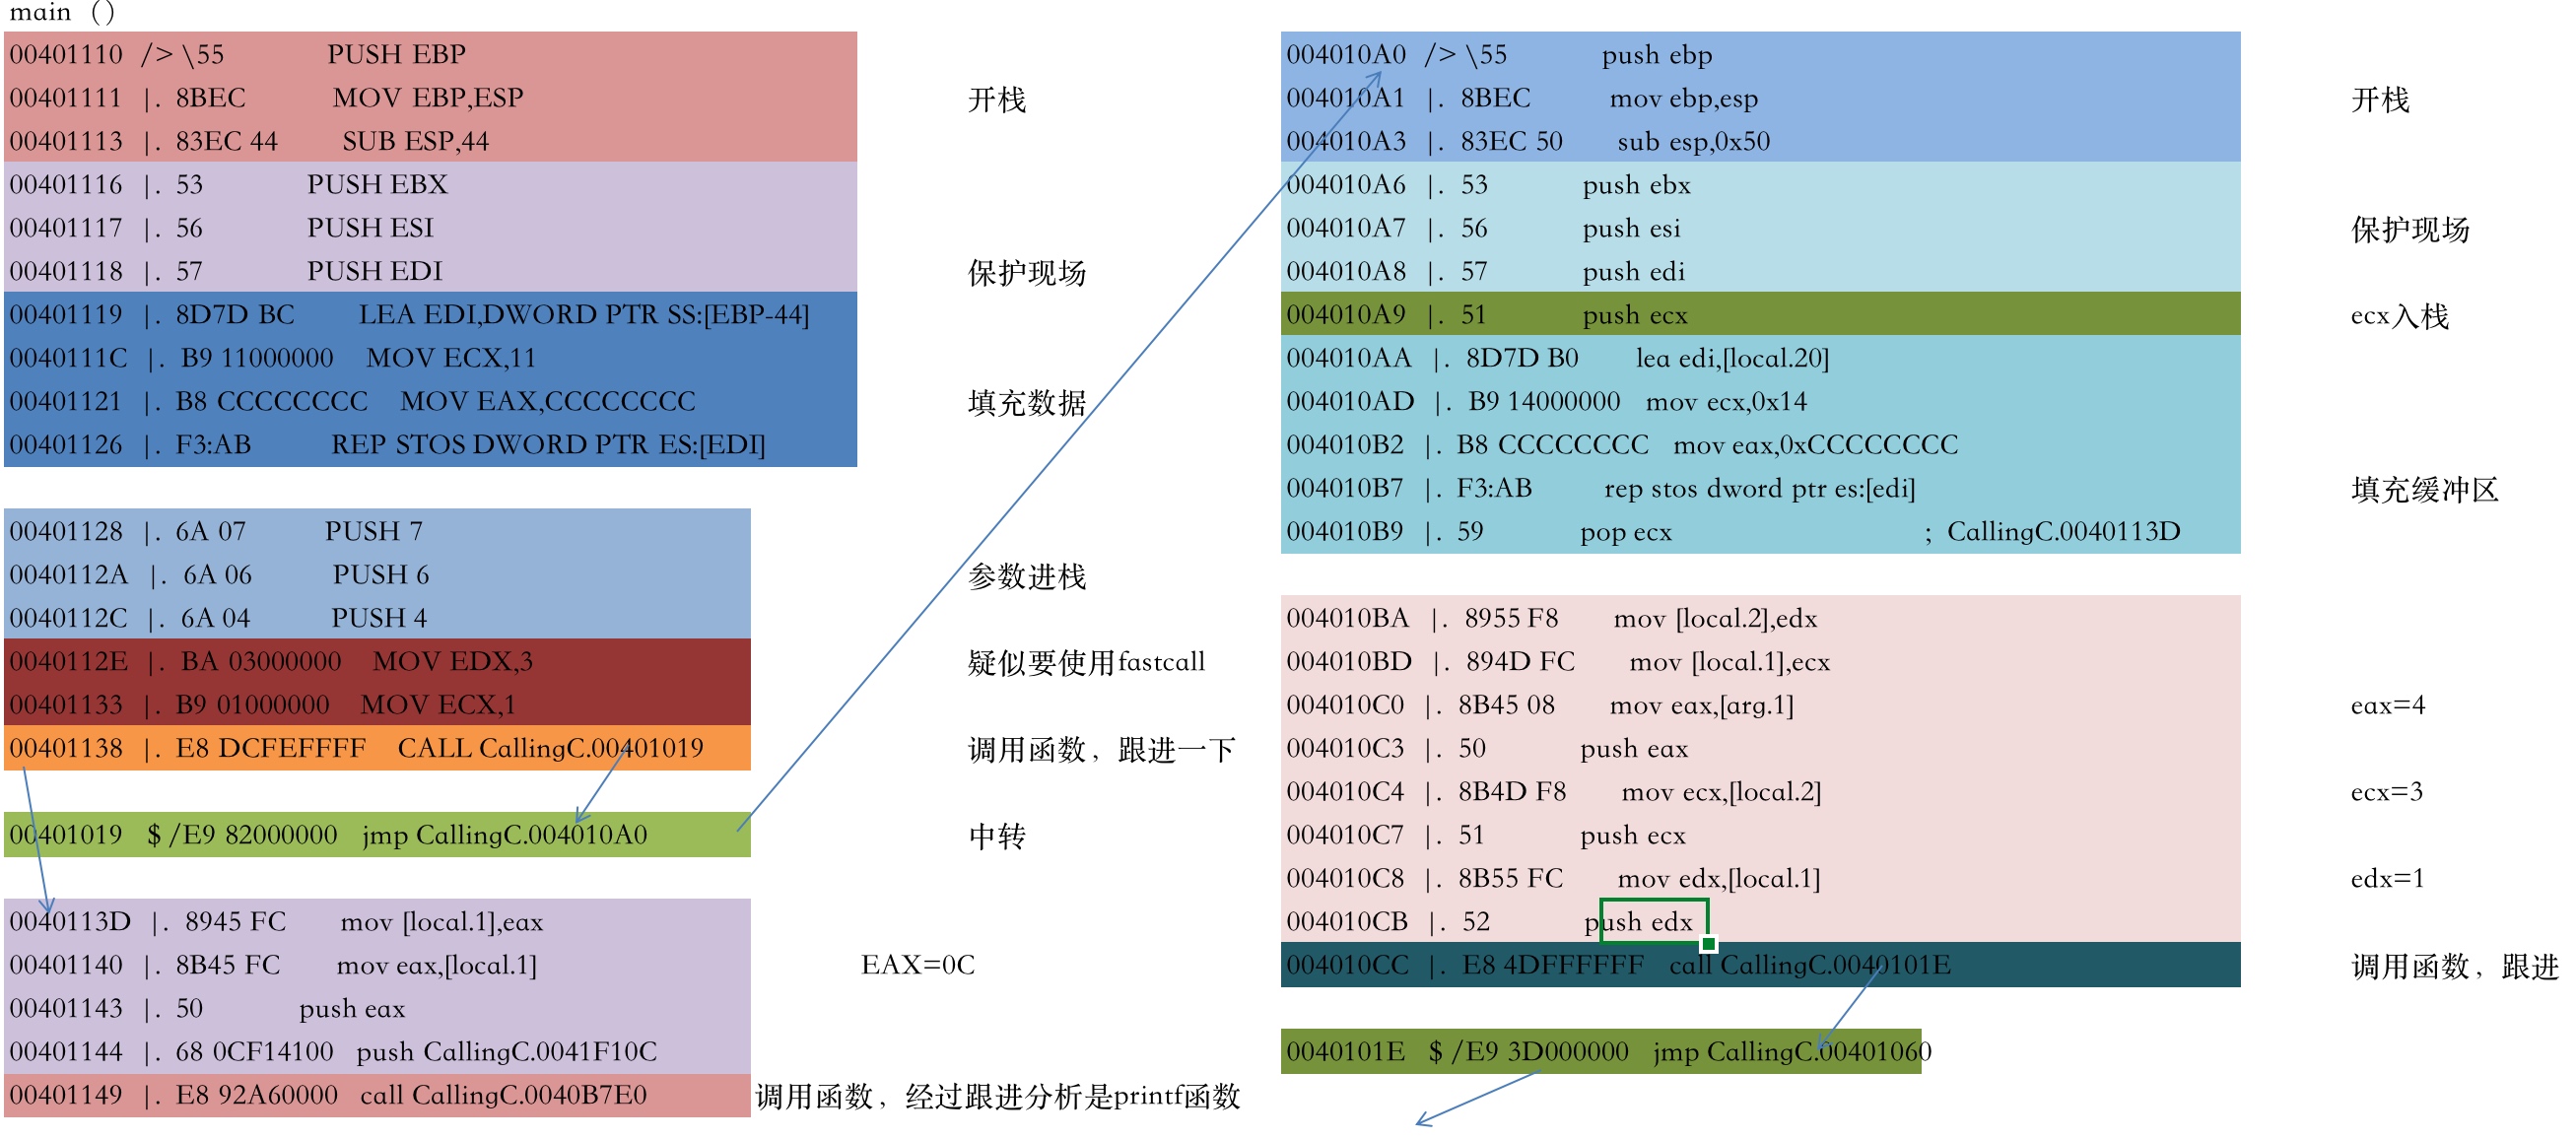 main （）
00401110  /> \55          PUSH EBP
00401111  |.  8BEC        MOV EBP,ESP
开栈
00401113  |.  83EC 44      SUB ESP,44
00401116  |.  53          PUSH EBX
00401117  |.  56          PUSH ESI
00401118  |.  57          PUSH EDI
保护现场
00401119  |.  8D7D BC      LEA EDI,DWORD PTR SS:[EBP-44]
0040111C  |.  B9 11000000   MOV ECX,11
00401121  |.  B8 CCCCCCCC   MOV EAX,CCCCCCCC
填充数据
00401126  |.  F3:AB        REP STOS DWORD PTR ES:[EDI]
00401128  |.  6A 07        PUSH 7
0040112A  |.  6A 06        PUSH 6
参数进栈
0040112C  |.  6A 04        PUSH 4
0040112E  |.  BA 03000000   MOV EDX,3
疑似要使用fastcall
00401133  |.  B9 01000000   MOV ECX,1
00401138  |.  E8 DCFEFFFF   CALL CallingC.00401019
调用函数，跟进一下
00401019  $ /E9 82000000   jmp CallingC.004010A0
中转
0040113D  |.  8945 FC      mov [local.1],eax
00401140  |.  8B45 FC      mov eax,[local.1]
EAX=0C
00401143  |.  50          push eax
00401144  |.  68 0CF14100   push CallingC.0041F10C
00401149  |.  E8 92A60000   call CallingC.0040B7E0
调用函数，经过跟进分析是printf函数
004010A0  /> \55          push ebp
004010A1  |.  8BEC        mov ebp,esp
开栈
004010A3  |.  83EC 50      sub esp,0x50
004010A6  |.  53          push ebx
004010A7  |.  56          push esi
保护现场
004010A8  |.  57          push edi
004010A9  |.  51          push ecx
ecx入栈
004010AA  |.  8D7D B0      lea edi,[local.20]
004010AD  |.  B9 14000000   mov ecx,0x14
004010B2  |.  B8 CCCCCCCC   mov eax,0xCCCCCCCC
004010B7  |.  F3:AB        rep stos dword ptr es:[edi]
填充缓冲区
004010B9  |.  59          pop ecx                    ;  CallingC.0040113D
004010BA  |.  8955 F8      mov [local.2],edx
004010BD  |.  894D FC      mov [local.1],ecx
004010C0  |.  8B45 08      mov eax,[arg.1]
eax=4
004010C3  |.  50          push eax
004010C4  |.  8B4D F8      mov ecx,[local.2]
ecx=3
004010C7  |.  51          push ecx
004010C8  |.  8B55 FC      mov edx,[local.1]
edx=1
004010CB  |.  52          push edx
004010CC  |.  E8 4DFFFFFF   call CallingC.0040101E
调用函数，跟进
0040101E  $ /E9 3D000000   jmp CallingC.00401060